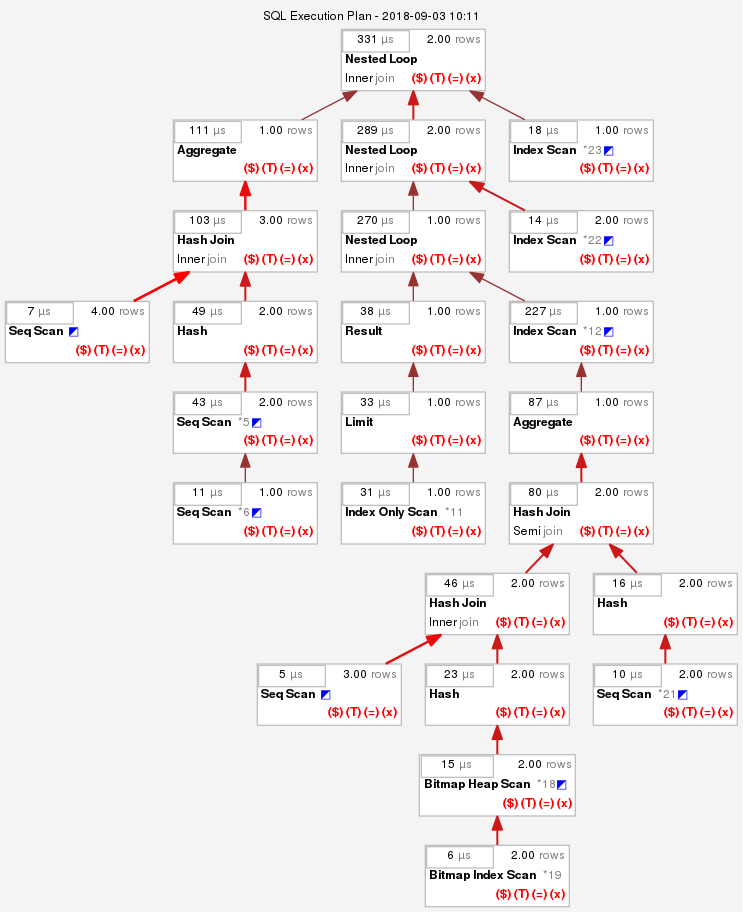 SQL Execution Plan - 2018-09-03 10:11
331 µs 2.00 rows
Nested Loop
Inner join ($) (T) (=) (x)
111 µs 1.00 rows
Aggregate
($) (T) (=) (x)
289 µs 2.00 rows
Nested Loop
Inner join ($) (T) (=) (x)
18 µs 1.00 rows
Index Scan *23
($) (T) (=) (x)
103 µs 3.00 rows
Hash Join
Inner join ($) (T) (=) (x)
270 µs 1.00 rows
Nested Loop
Inner join ($) (T) (=) (x)
14 µs 2.00 rows
Index Scan *22
($) (T) (=) (x)
7 µs 4.00 rows
Seq Scan
($) (T) (=) (x)
49 µs 2.00 rows
Hash
($) (T) (=) (x)
38 µs 1.00 rows
Result
($) (T) (=) (x)
227 µs 1.00 rows
Index Scan *12
($) (T) (=) (x)
43 µs 2.00 rows
Seq Scan *5
($) (T) (=) (x)
33 µs 1.00 rows
Limit
($) (T) (=) (x)
87 µs 1.00 rows
Aggregate
($) (T) (=) (x)
11 µs 1.00 rows
Seq Scan *6
($) (T) (=) (x)
31 µs 1.00 rows
Index Only Scan *11
($) (T) (=) (x)
80 µs 2.00 rows
Hash Join
Semi join ($) (T) (=) (x)
46 µs 2.00 rows
Hash Join
Inner join ($) (T) (=) (x)
16 µs 2.00 rows
Hash
($) (T) (=) (x)
5 µs 3.00 rows
Seq Scan
($) (T) (=) (x)
23 µs 2.00 rows
Hash
($) (T) (=) (x)
10 µs 2.00 rows
Seq Scan *21
($) (T) (=) (x)
15 µs 2.00 rows
Bitmap Heap Scan *18
($) (T) (=) (x)
6 µs 2.00 rows
Bitmap Index Scan *19
($) (T) (=) (x)